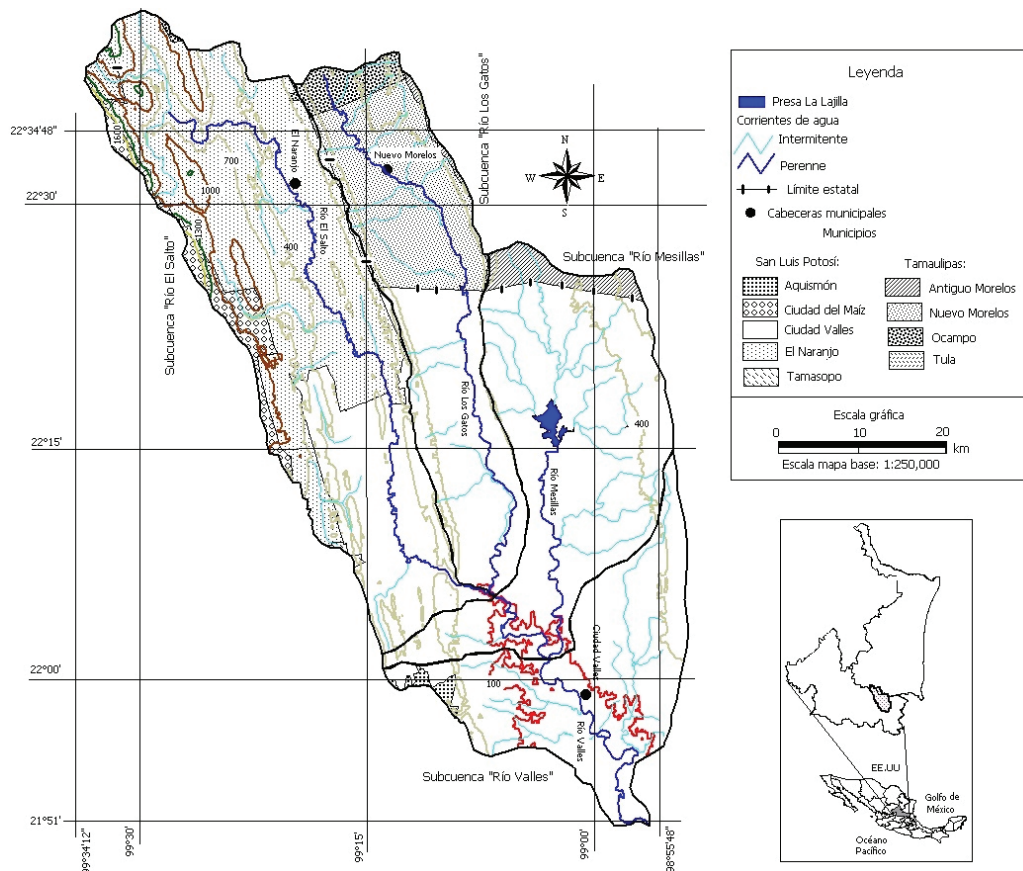 Subcuenca "Río Los Gatos"
Subcuenca "Río Mesillas"
Subcuenca "Río El Salto"
Subcuenca "Río Valles"
22°34'48"
22°30'
22°15'
22°00'
21°51'
99°34'12"
99°30'
99°15'
99°00'
98°55'48"
1600
700
1000
1300
400
400
100
El Naranjo
Río El Salto
Nuevo Morelos
Río Los Gatos
Río Mesillas
Ciudad Valles
Río Valles
N
W
E
S
Leyenda
Presa La Lajilla
Corrientes de agua
Intermitente
Perenne
Límite estatal
Cabeceras municipales
Municipios
San Luis Potosí:
Aquismón
Ciudad del Maíz
Ciudad Valles
El Naranjo
Tamasopo
Tamaulipas:
Antiguo Morelos
Nuevo Morelos
Ocampo
Tula
Escala gráfica
0 10 20
km
Escala mapa base: 1:250,000
EE.UU
Golfo de
México
Océano
Pacífico